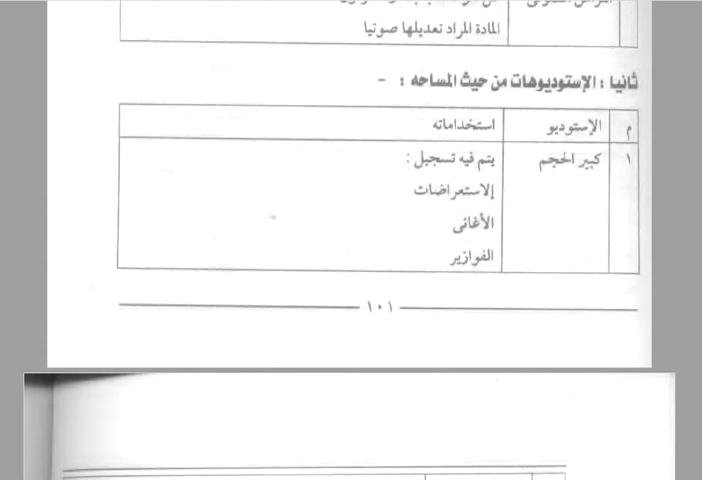 المادة المراد تعديلها صوتيا
ثانيا : الإستوديوهات من حيث المساحه : -
م الإستوديو استخداماته
١ كبير الحجم يتم فيه تسجيل :
الاستعراضات
الأغانى
الفوازير
١٠١